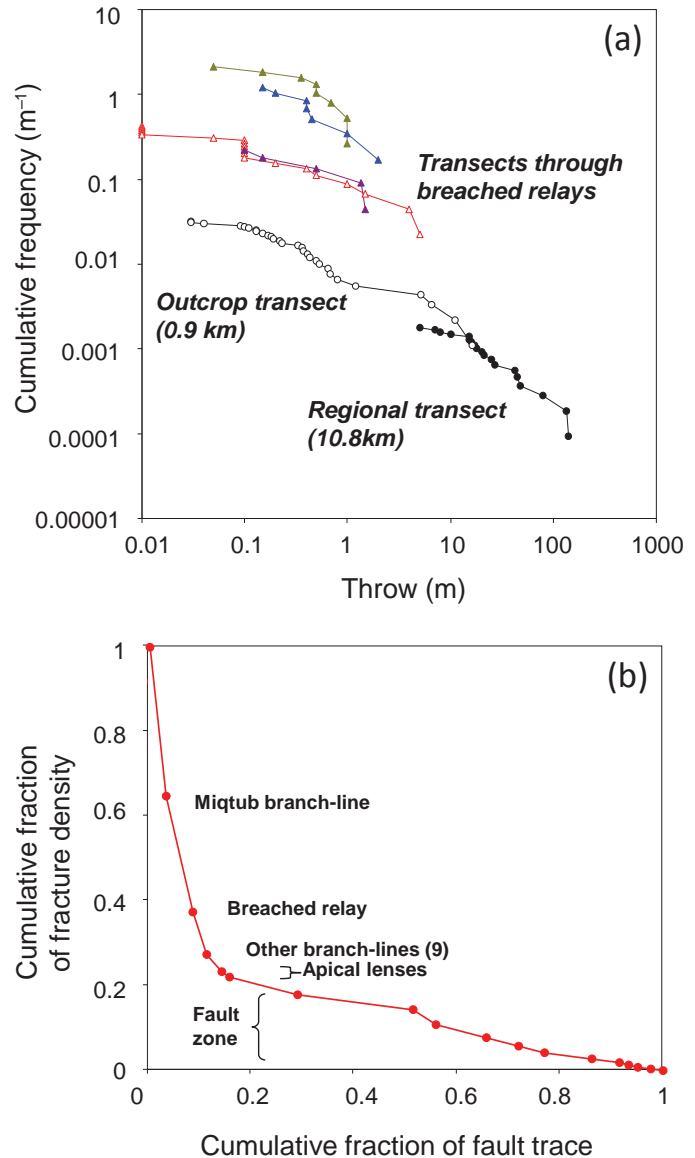 (a)
Cumulative frequency (m⁻¹)
10
1
0.1
0.01
0.001
0.0001
0.00001
Transects through
breached relays
Outcrop transect
(0.9 km)
Regional transect
(10.8km)
0.01 0.1 1 10 100 1000
Throw (m)
(b)
Cumulative fraction
of fracture density
1
0.8
0.6
0.4
0.2
0
Miqtub branch-line
Breached relay
Other branch-lines (9)
Apical lenses
Fault
zone
0 0.2 0.4 0.6 0.8 1
Cumulative fraction of fault trace